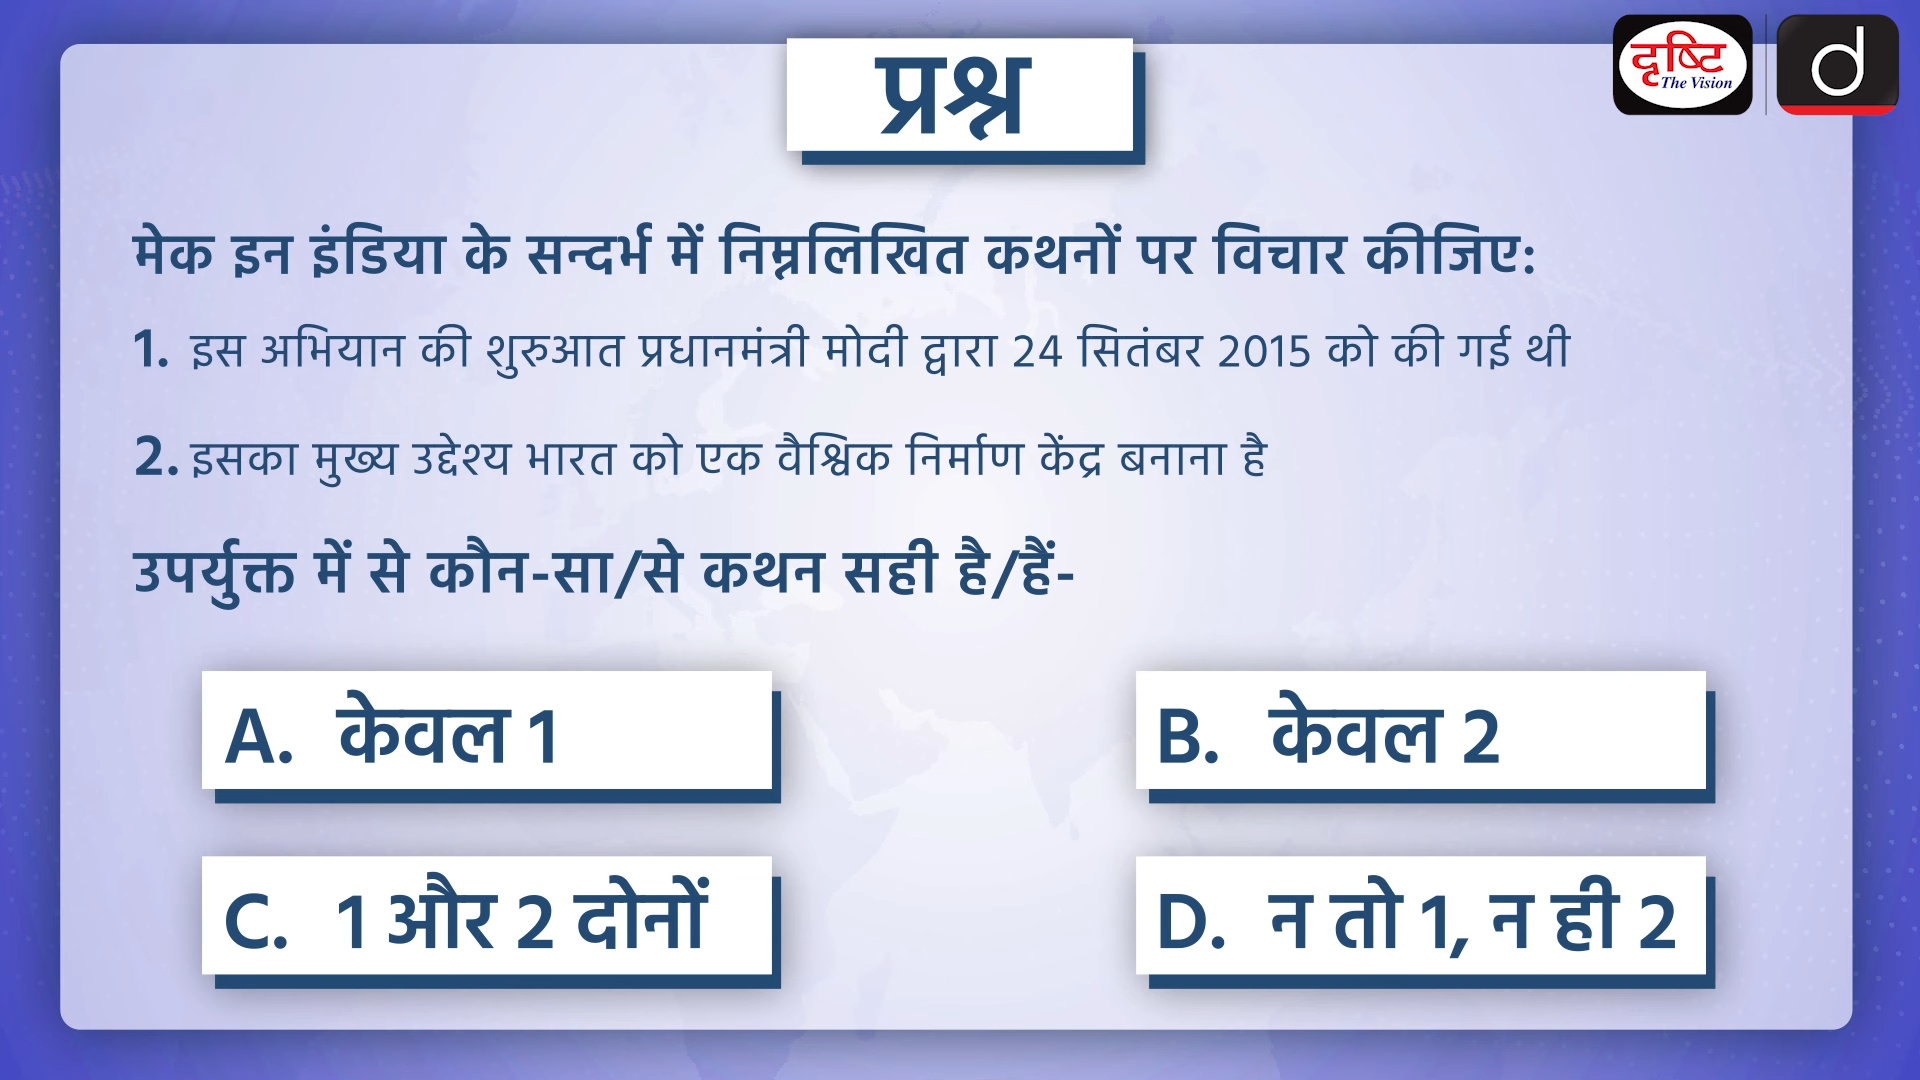 दृष्टि
The Vision
d
प्रश्न
मेक इन इंडिया के सन्दर्भ में निम्नलिखित कथनों पर विचार कीजिए:
1. इस अभियान की शुरुआत प्रधानमंत्री मोदी द्वारा 24 सितंबर 2015 को की गई थी
2. इसका मुख्य उद्देश्य भारत को एक वैश्विक निर्माण केंद्र बनाना है
उपर्युक्त में से कौन-सा/से कथन सही है/हैं-
A. केवल 1
B. केवल 2
C. 1 और 2 दोनों
D. न तो 1, न ही 2